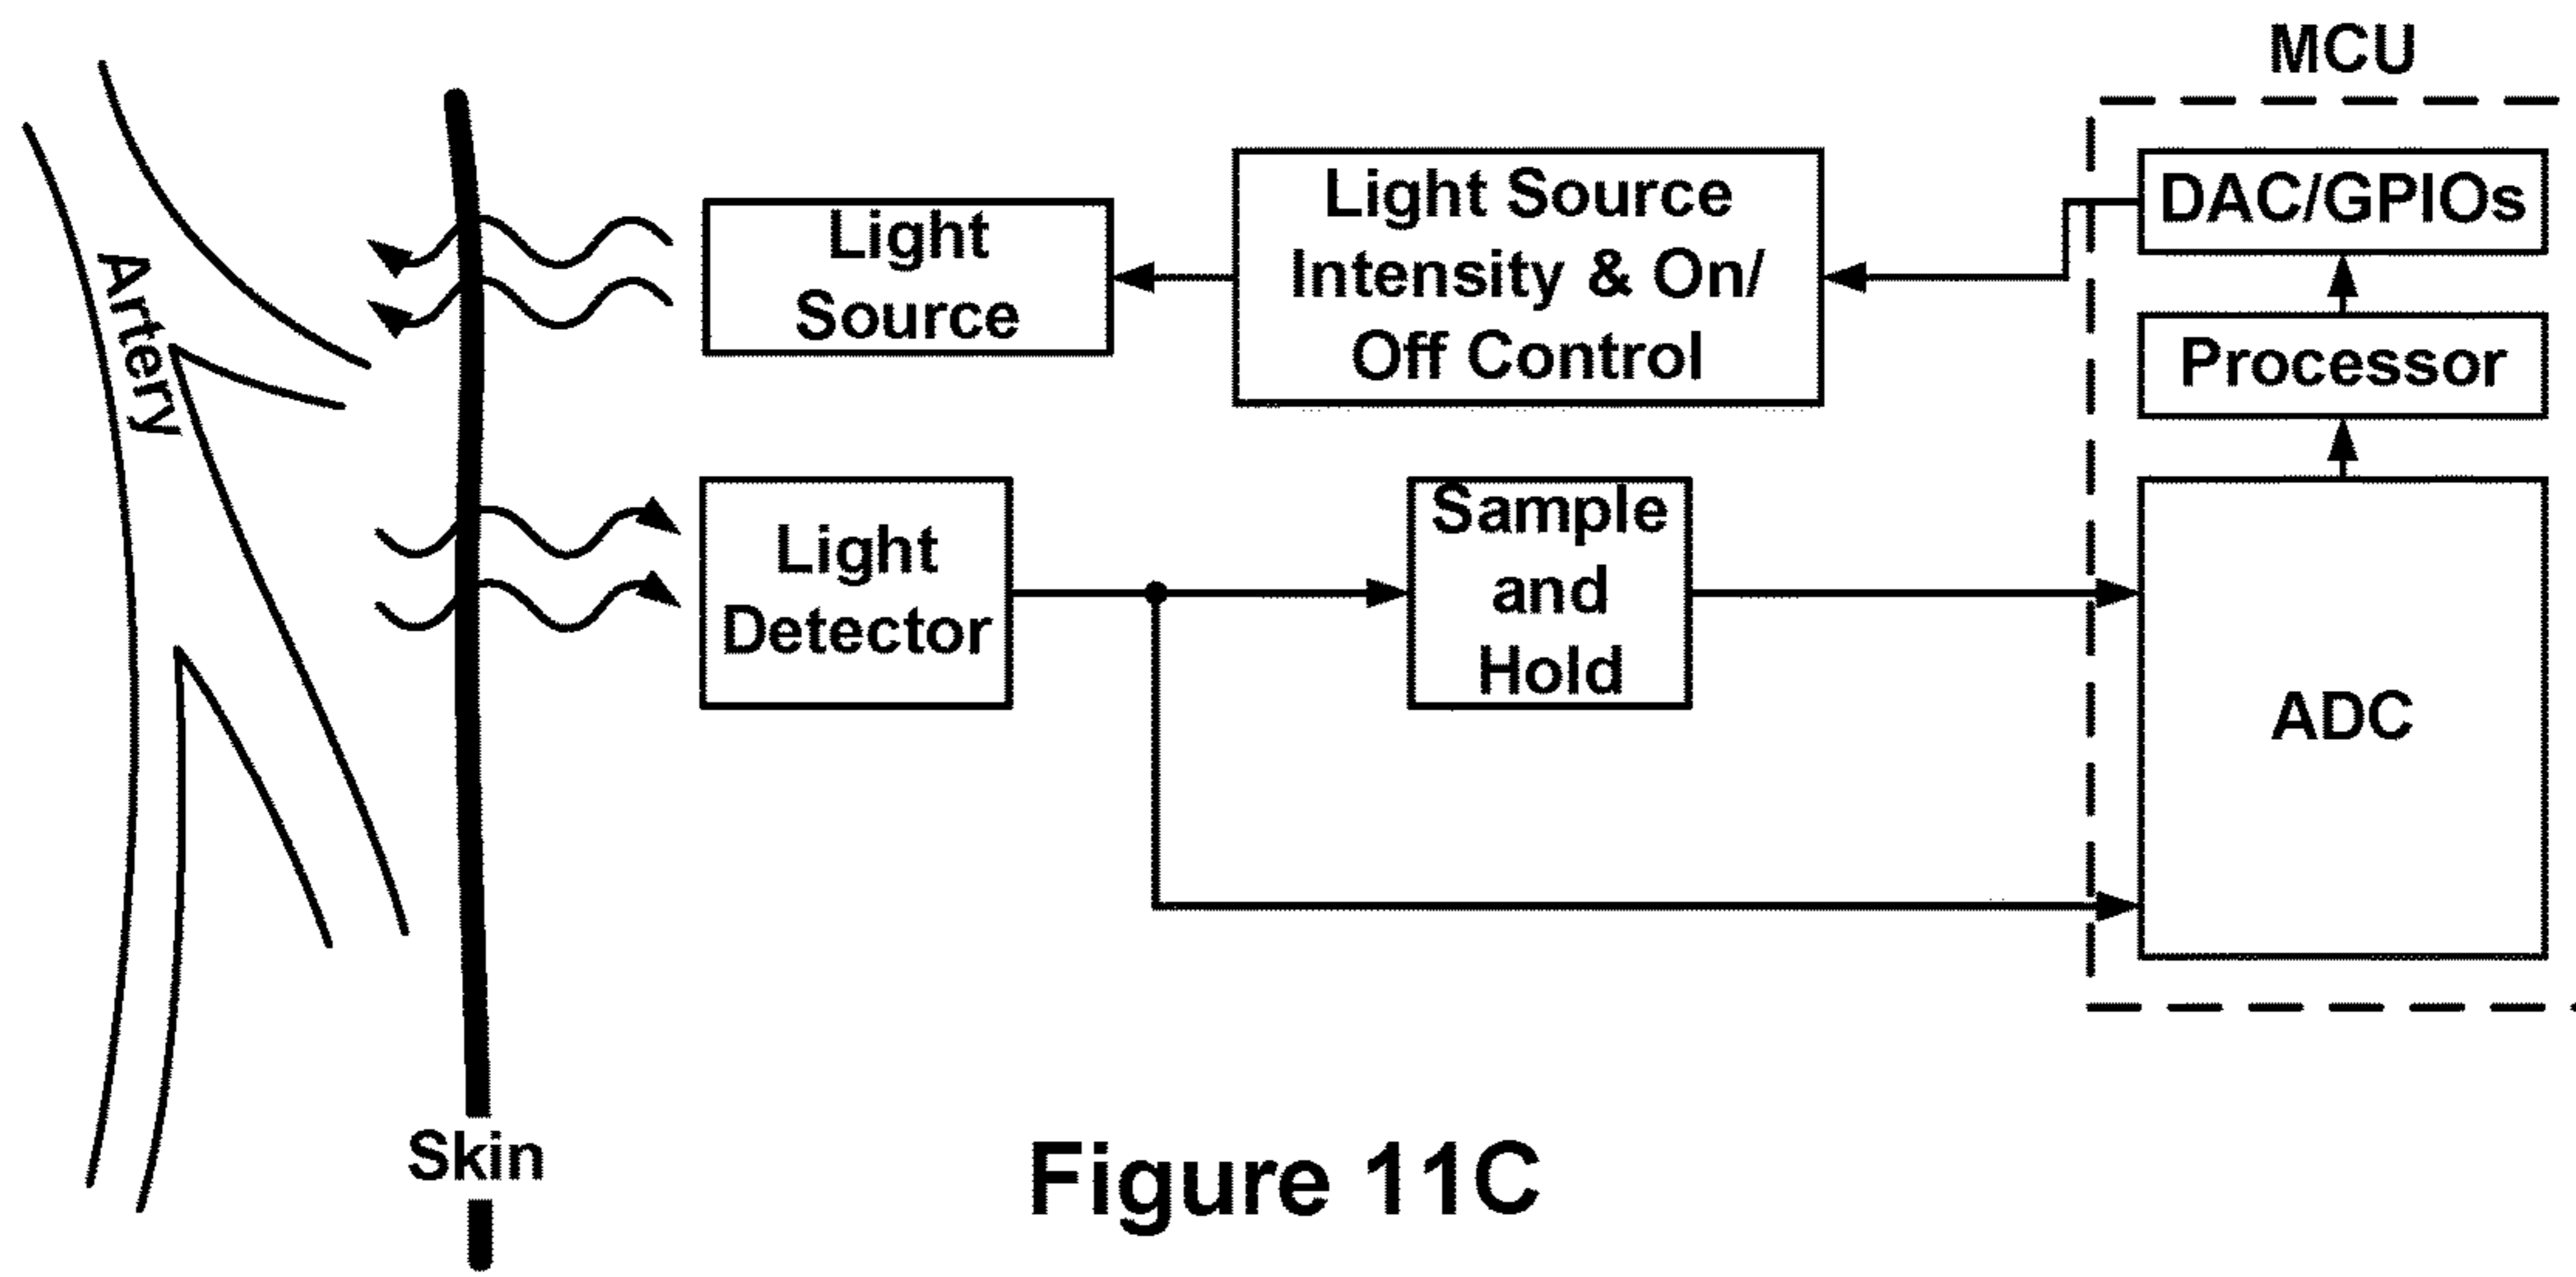 MCU
Light Source
Intensity & On/
Off Control
DAC/GPIOs
Light
Source
Artery
Processor
Light
Detector
Sample
and
Hold
ADC
Skin
Figure 11C